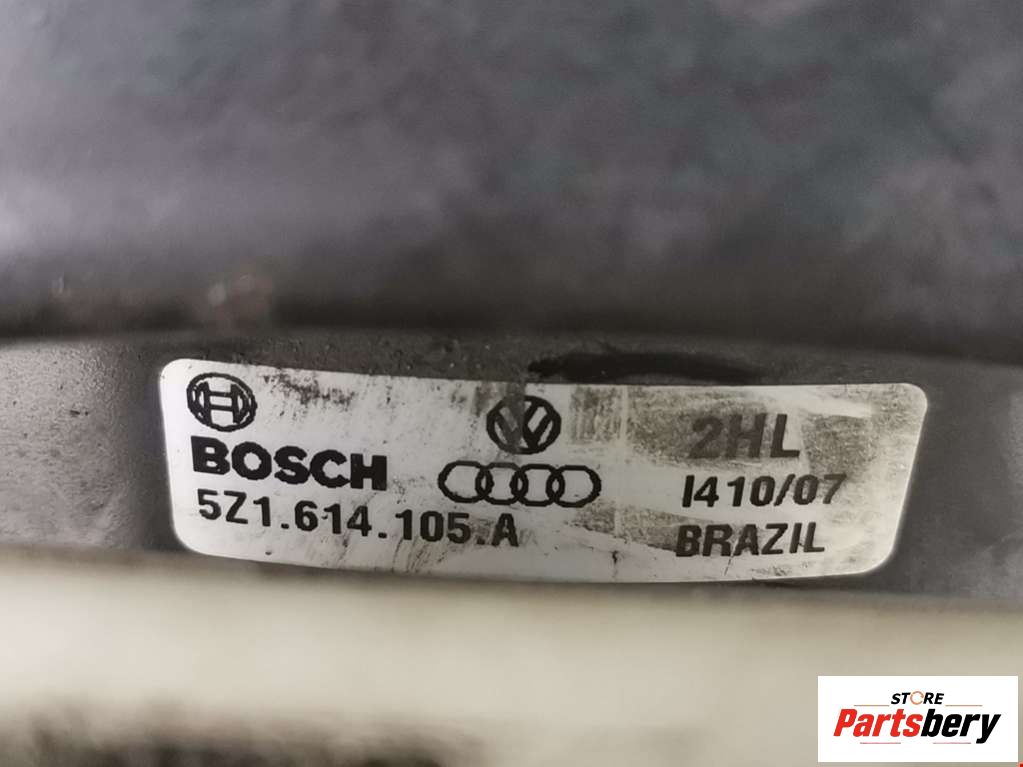 BOSCH
5Z1.614.105.A
2HL
I410/07
BRAZIL
STORE
Partsbery